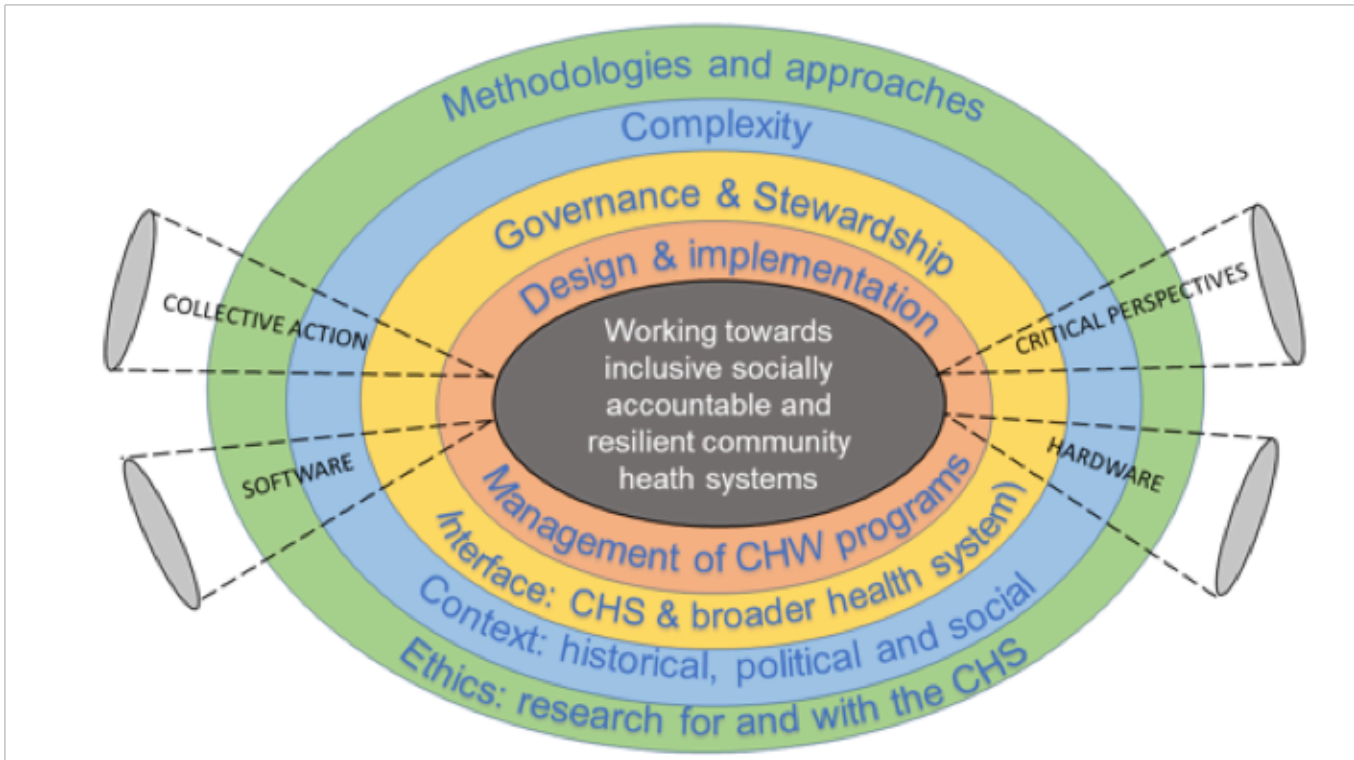 Methodologies and approaches
Complexity
Governance & Stewardship
Design & implementation
COLLECTIVE ACTION
CRITICAL PERSPECTIVES
Working towards
inclusive socially
accountable and
resilient community
heath systems
SOFTWARE
HARDWARE
Management of CHW programs
Interface: CHS & broader health system)
Context: historical, political and social
Ethics: research for and with the CHS